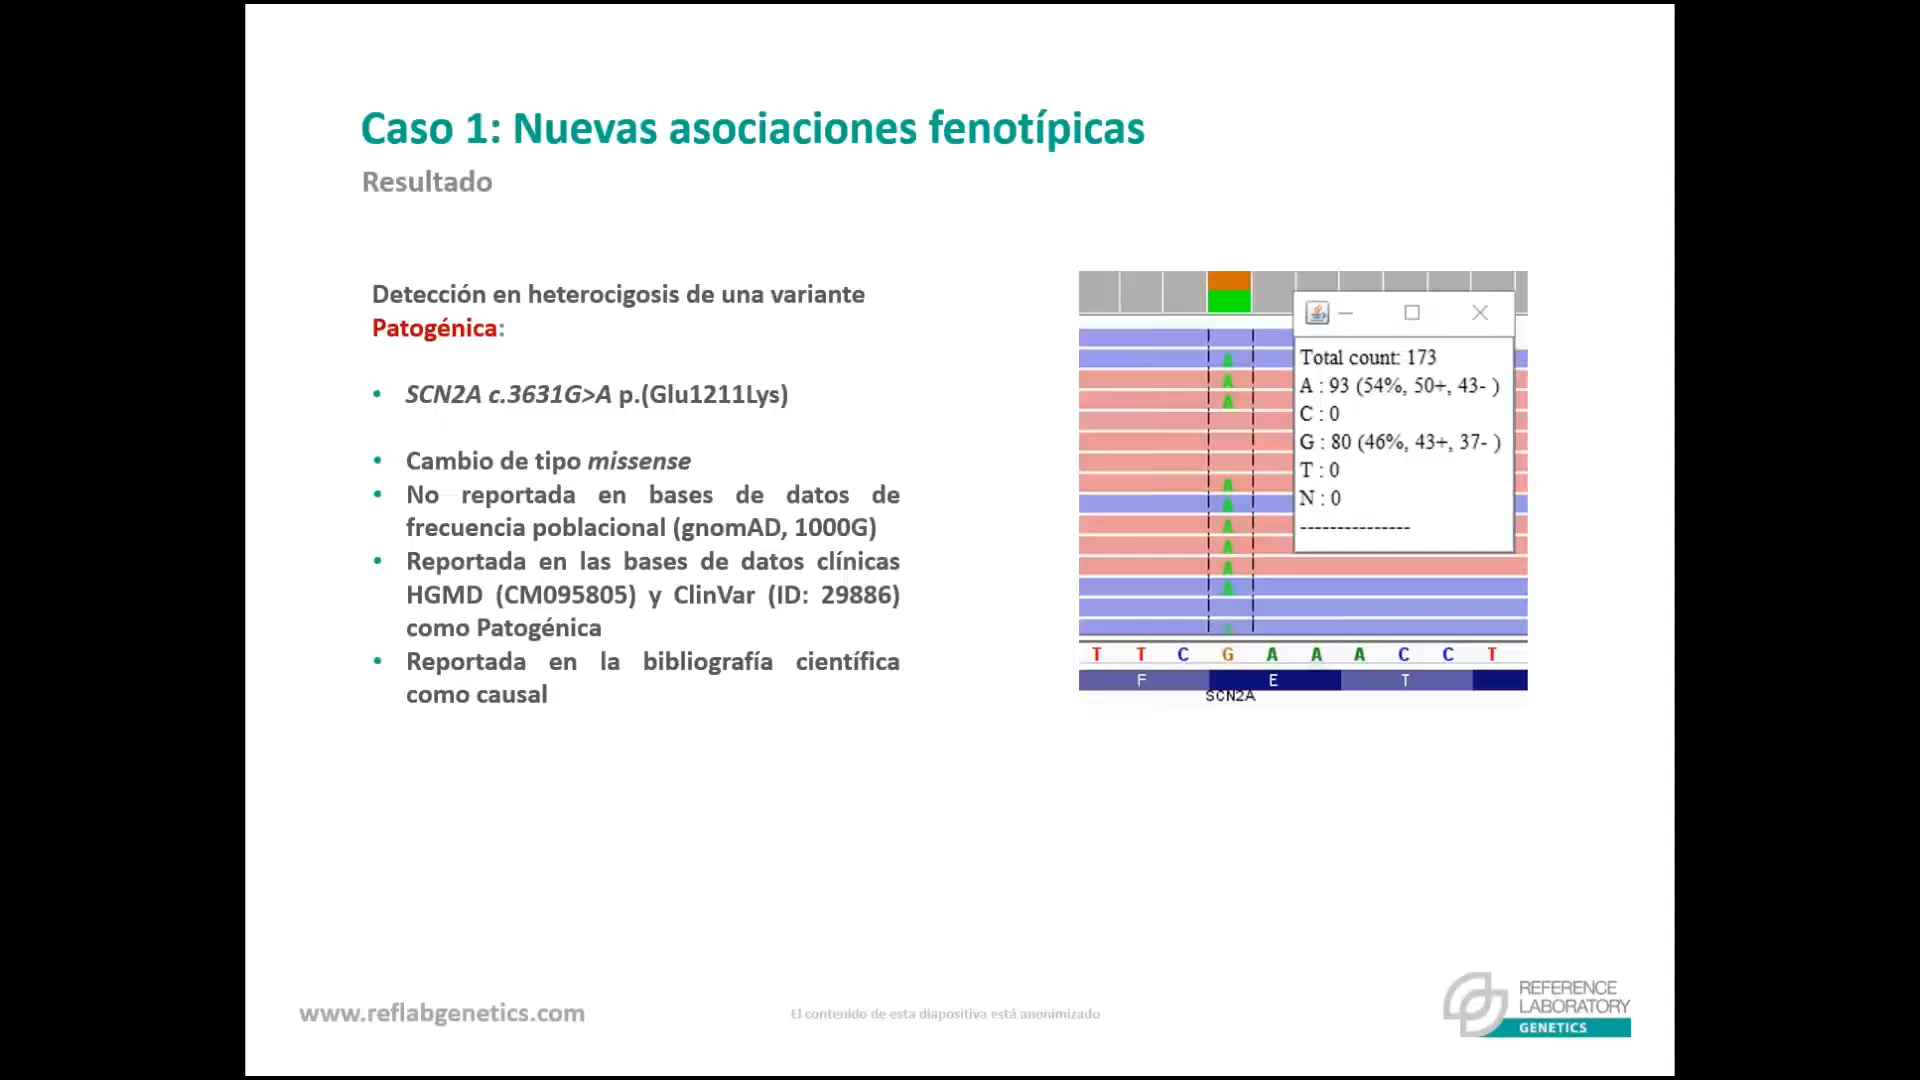 Caso 1: Nuevas asociaciones fenotípicas
Resultado
Detección en heterocigosis de una variante
Patogénica:
• SCN2A c.3631G>A p.(Glu1211Lys)
• Cambio de tipo missense
• No reportada en bases de datos de
frecuencia poblacional (gnomAD, 1000G)
• Reportada en las bases de datos clínicas
HGMD (CM095805) y ClinVar (ID: 29886)
como Patogénica
• Reportada en la bibliografía científica
como causal
Total count: 173
A : 93 (54%, 50+, 43- )
C : 0
G : 80 (46%, 43+, 37- )
T : 0
N : 0
---------------
A
A
A
A
A
A
A
A
A
T T C G A A A C C T
F E T
SCN2A
www.reflabgenetics.com
El contenido de esta diapositiva está anonimizado
REFERENCE
LABORATORY
GENETICS